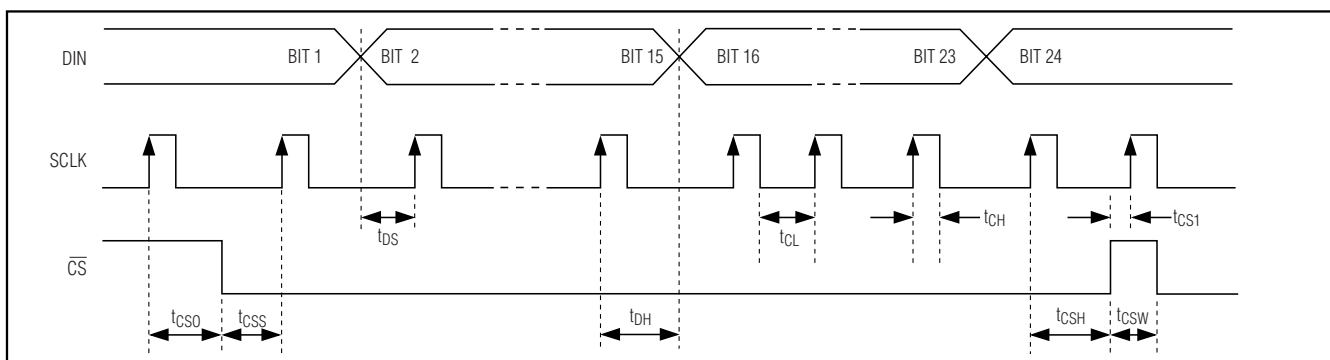 DIN
BIT 1
BIT 2
BIT 15
BIT 16
BIT 23
BIT 24
SCLK
tDS
tCL
tCH
tCS1
CS
tCSO
tCSS
tDH
tCSH
tCSW